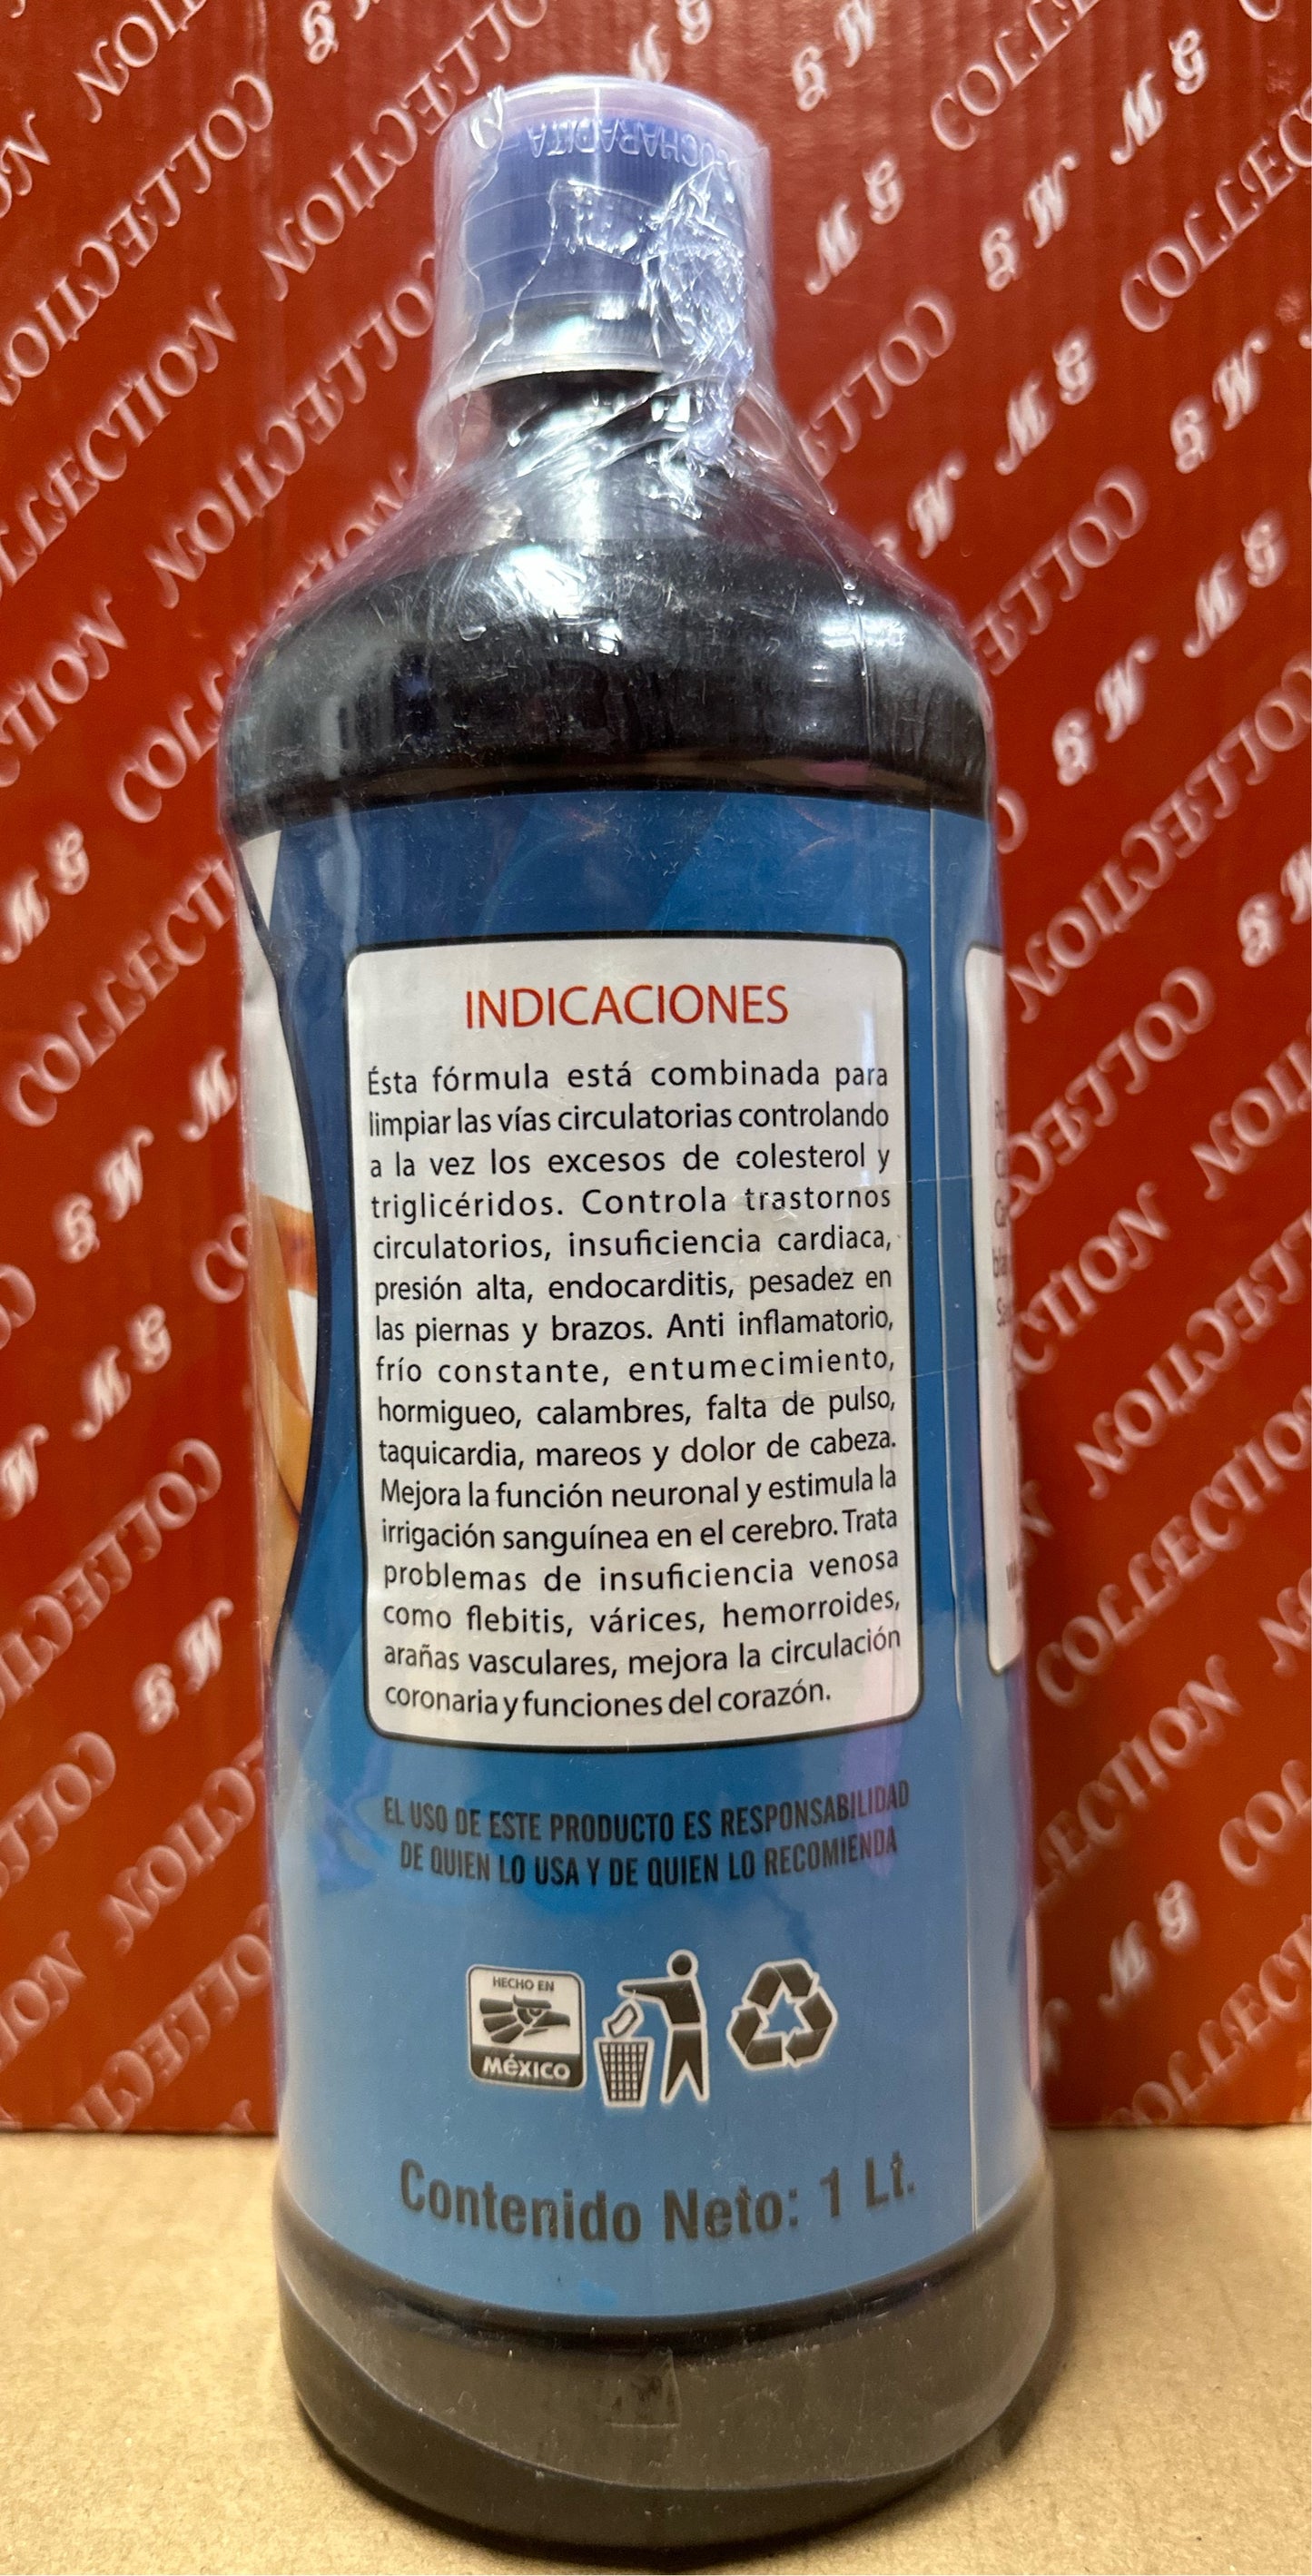 CUCHARADITA
INDICACIONES
Ésta fórmula está combinada para
limpiar las vías circulatorias controlando
a la vez los excesos de colesterol y
triglicéridos. Controla trastornos
circulatorios, insuficiencia cardiaca,
presión alta, endocarditis, pesadez en
las piernas y brazos. Anti inflamatorio,
frío constante, entumecimiento,
hormigueo, calambres, falta de pulso,
taquicardia, mareos y dolor de cabeza.
Mejora la función neuronal y estimula la
irrigación sanguínea en el cerebro. Trata
problemas de insuficiencia venosa
como flebitis, várices, hemorroides,
arañas vasculares, mejora la circulación
coronaria y funciones del corazón.
EL USO DE ESTE PRODUCTO ES RESPONSABILIDAD
DE QUIEN LO USA Y DE QUIEN LO RECOMIENDA
HECHO EN
MéXICO
Contenido Neto: 1 Lt.
MG COLLECTION